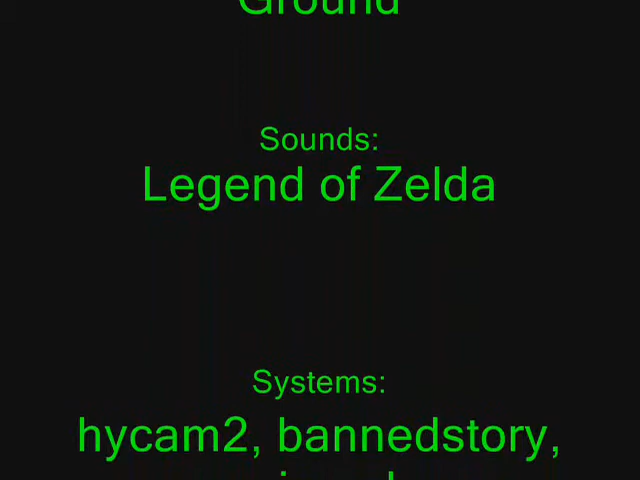 Ground
Sounds:
Legend of Zelda
Systems:
hycam2, bannedstory,